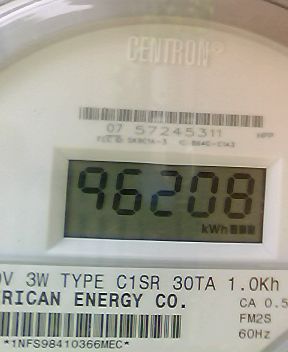 CENTRON®
07 57245311
96208
kWh
0V 3W TYPE C1SR 30TA 1.0Kh
RICAN ENERGY CO.
CA 0.5
FM2S
60Hz
*1NFS98410366MEC*